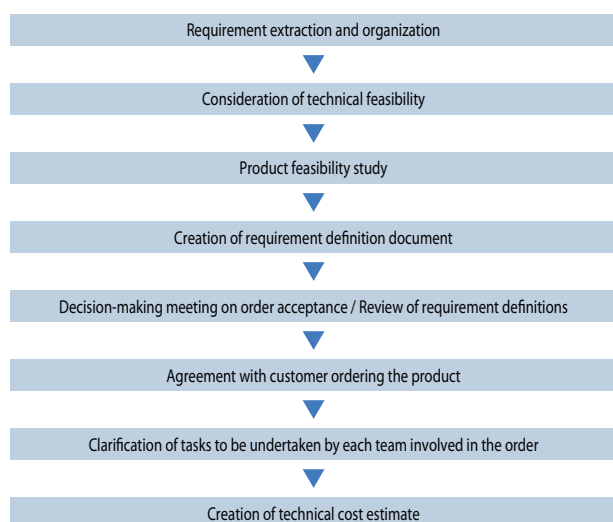 Requirement extraction and organization
Consideration of technical feasibility
Product feasibility study
Creation of requirement definition document
Decision-making meeting on order acceptance / Review of requirement definitions
Agreement with customer ordering the product
Clarification of tasks to be undertaken by each team involved in the order
Creation of technical cost estimate